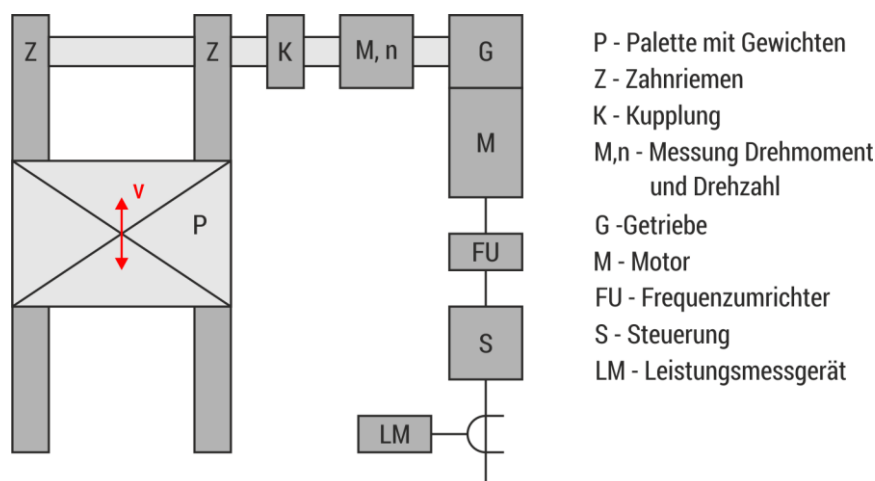 Z
Z
K
M, n
G
M
v
P
FU
S
LM
P - Palette mit Gewichten
Z - Zahnriemen
K - Kupplung
M,n - Messung Drehmoment
und Drehzahl
G -Getriebe
M - Motor
FU - Frequenzumrichter
S - Steuerung
LM - Leistungsmessgerät